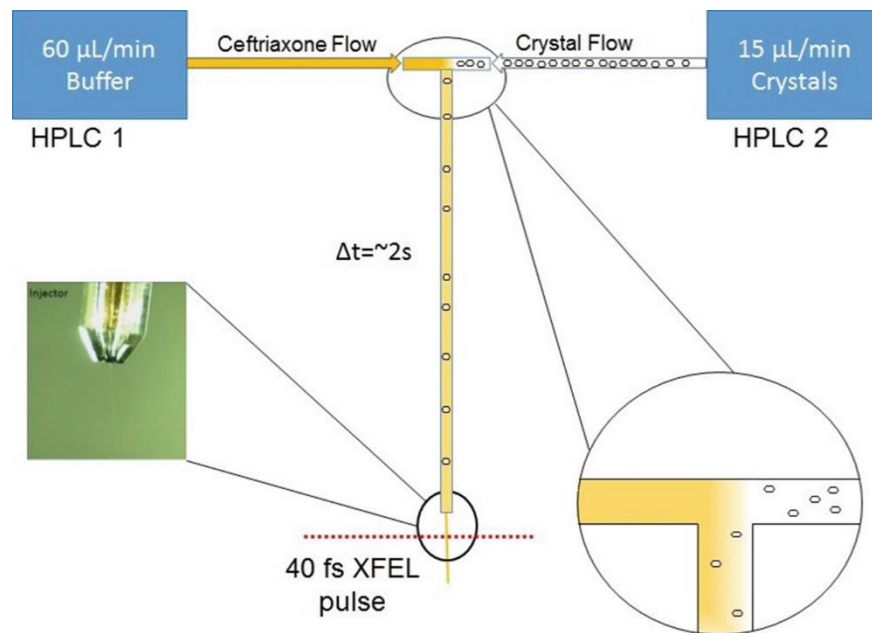 60 µL/min
Buffer
Ceftriaxone Flow
Crystal Flow
15 µL/min
Crystals
HPLC 1
HPLC 2
Δt=~2s
Injector
40 fs XFEL
pulse